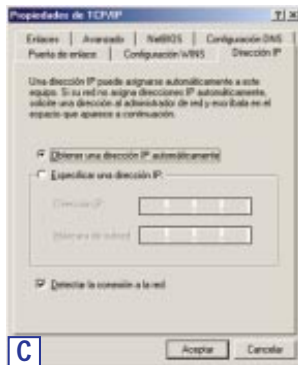 Propiedades de TCP/IP
Enlaces Avanzado NetBIOS Configuración DNS
Puerta de enlace Configuración WINS Dirección IP
Una dirección IP puede asignarse automáticamente a este
equipo. Si su red no asigna direcciones IP automáticamente,
solicite una dirección al administrador de red y escríbala en el
espacio que aparece a continuación.
Obtener una dirección IP automáticamente
Especificar una dirección IP:
Dirección IP:
Máscara de subred:
Detectar la conexión a la red
C
Aceptar Cancelar